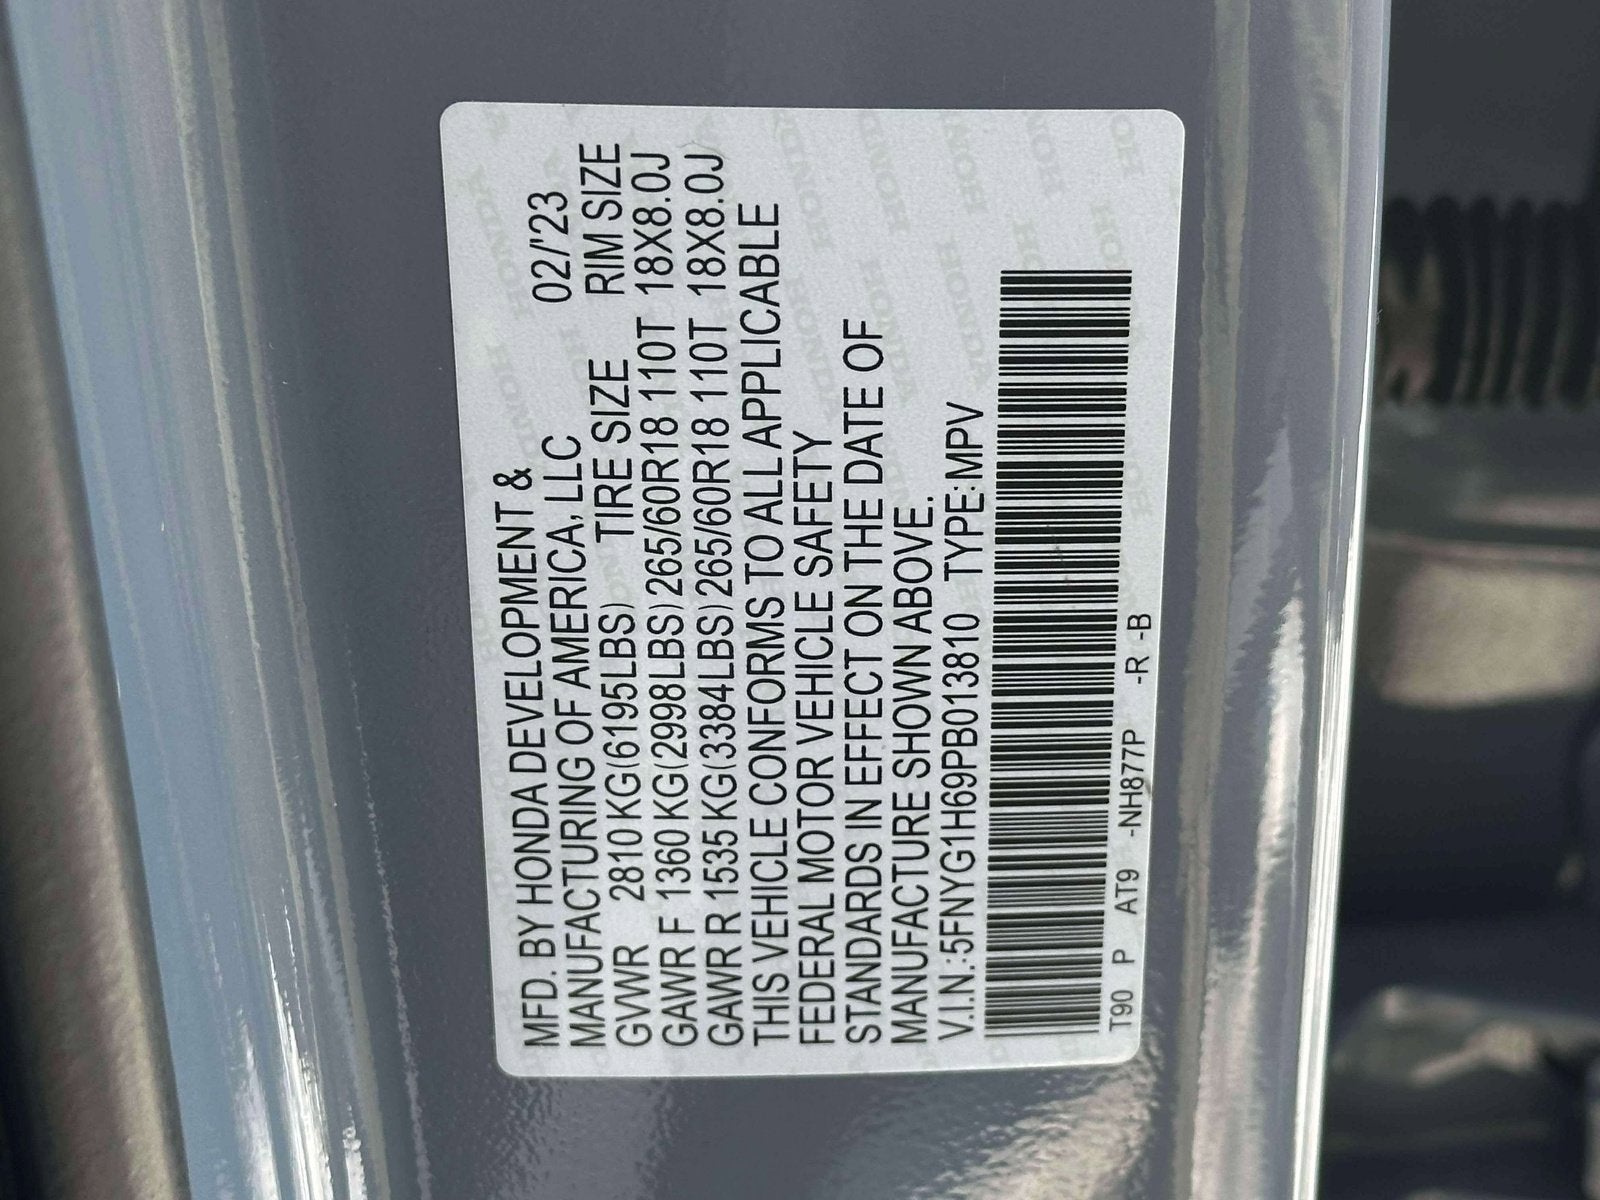 MFD. BY HONDA DEVELOPMENT &
MANUFACTURING OF AMERICA, LLC 02/'23
GVWR 2810 KG(6195LBS) TIRE SIZE RIM SIZE
GAWR F 1360 KG(2998LBS) 265/60R18 110T 18X8.0J
GAWR R 1535 KG(3384LBS) 265/60R18 110T 18X8.0J
THIS VEHICLE CONFORMS TO ALL APPLICABLE
FEDERAL MOTOR VEHICLE SAFETY
STANDARDS IN EFFECT ON THE DATE OF
MANUFACTURE SHOWN ABOVE.
V.I.N.:5FNYG1H69PB013810 TYPE:MPV
T90 P AT9 -NH877P -R -B